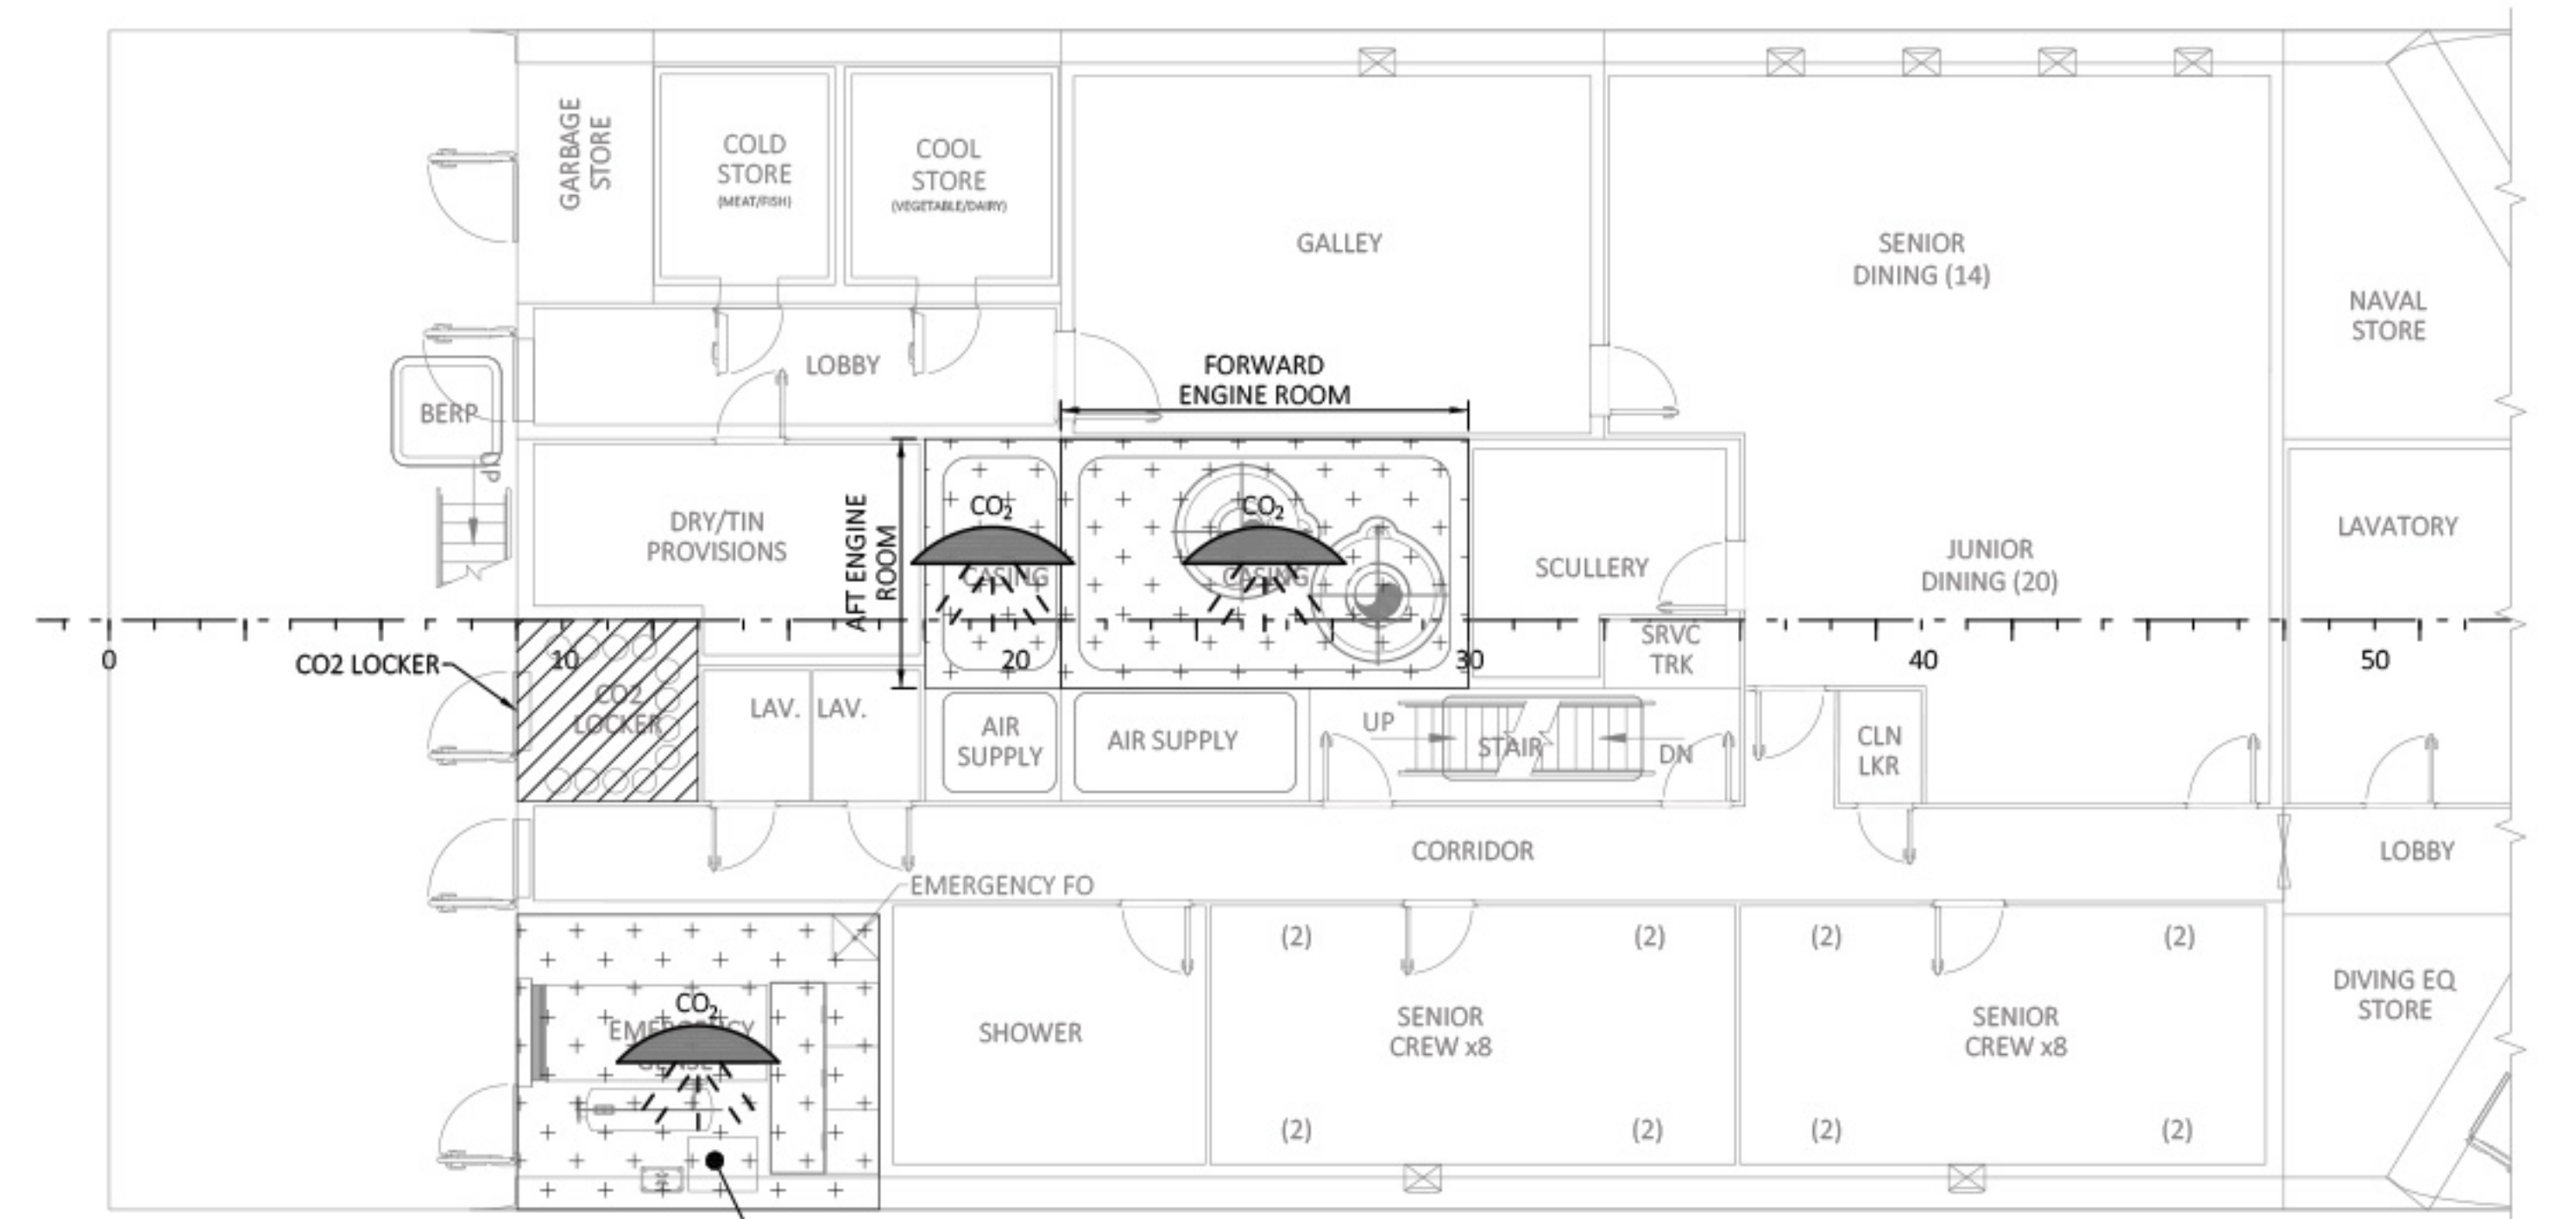 GARBAGE
STORE
COLD
STORE
(MEAT/FISH)
COOL
STORE
(VEGETABLE/DAIRY)
GALLEY
SENIOR
DINING (14)
NAVAL
STORE
LOBBY
FORWARD
ENGINE ROOM
BERP
UP
DRY/TIN
PROVISIONS
AFT ENGINE
ROOM
CO2
CASING
CO2
CASING
SCULLERY
JUNIOR
DINING (20)
LAVATORY
SRVC
TRK
0
10
20
30
40
50
CO2 LOCKER
CO2
LOCKER
LAV.
LAV.
AIR
SUPPLY
AIR SUPPLY
UP
STAIR
DN
CLN
LKR
CORRIDOR
LOBBY
EMERGENCY FO
CO2
EMERGENCY
SHOWER
(2)
(2)
(2)
(2)
SENIOR
CREW x8
SENIOR
CREW x8
DIVING EQ
STORE
(2)
(2)
(2)
(2)